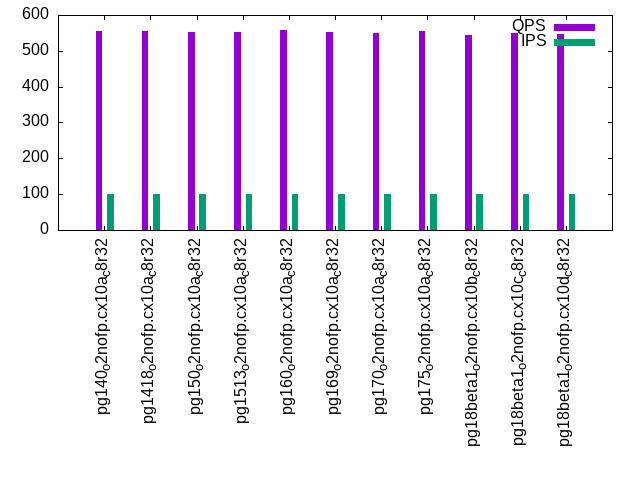 600
500
400
300
200
100
0
QPS
IPS
pg140o2nofp.cx10ac8r32
pg1418o2nofp.cx10ac8r32
pg150o2nofp.cx10ac8r32
pg1513o2nofp.cx10ac8r32
pg160o2nofp.cx10ac8r32
pg169o2nofp.cx10ac8r32
pg170o2nofp.cx10ac8r32
pg175o2nofp.cx10ac8r32
pg18beta1o2nofp.cx10bc8r32
pg18beta1o2nofp.cx10cc8r32
pg18beta1o2nofp.cx10dc8r32